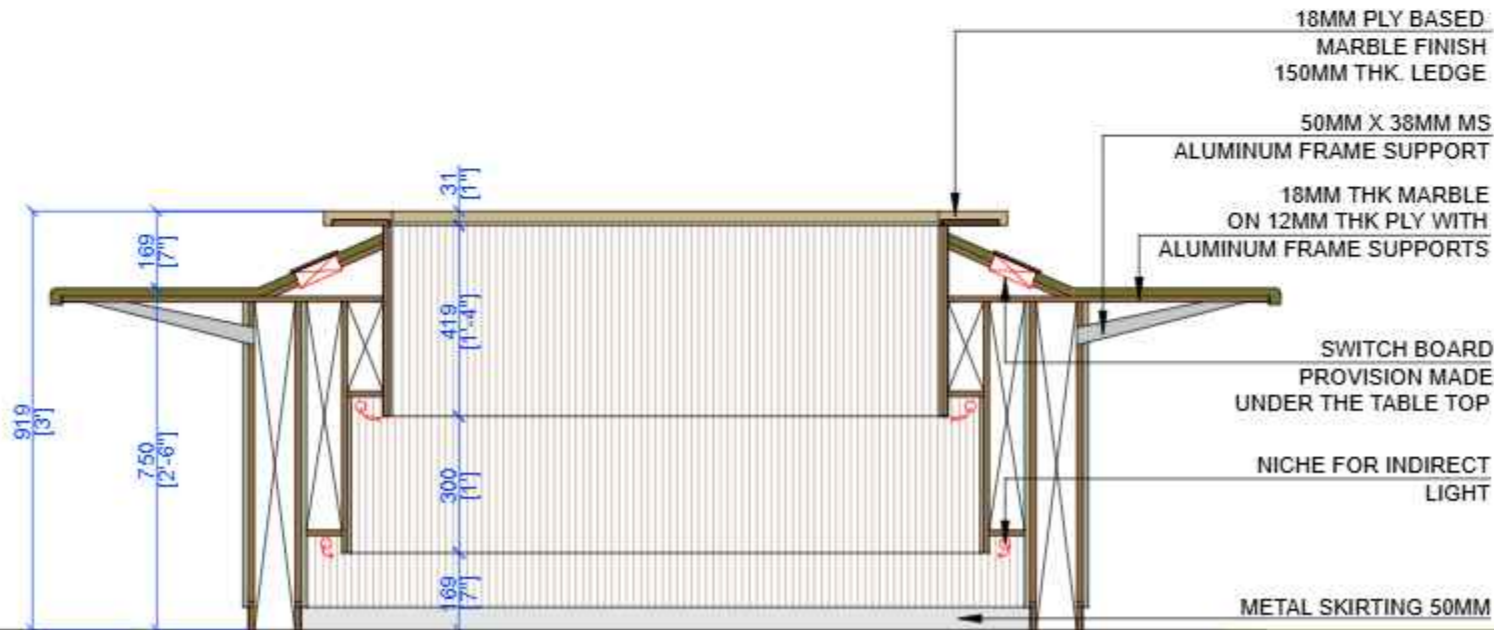 18MM PLY BASED
MARBLE FINISH
150MM THK. LEDGE
50MM X 38MM MS
ALUMINUM FRAME SUPPORT
18MM THK MARBLE
ON 12MM THK PLY WITH
ALUMINUM FRAME SUPPORTS
SWITCH BOARD
PROVISION MADE
UNDER THE TABLE TOP
NICHE FOR INDIRECT
LIGHT
METAL SKIRTING 50MM
919
[3']
169
[7"]
750
[2'-6"]
31
[1"]
419
[1'-4"]
300
[1']
169
[7"]